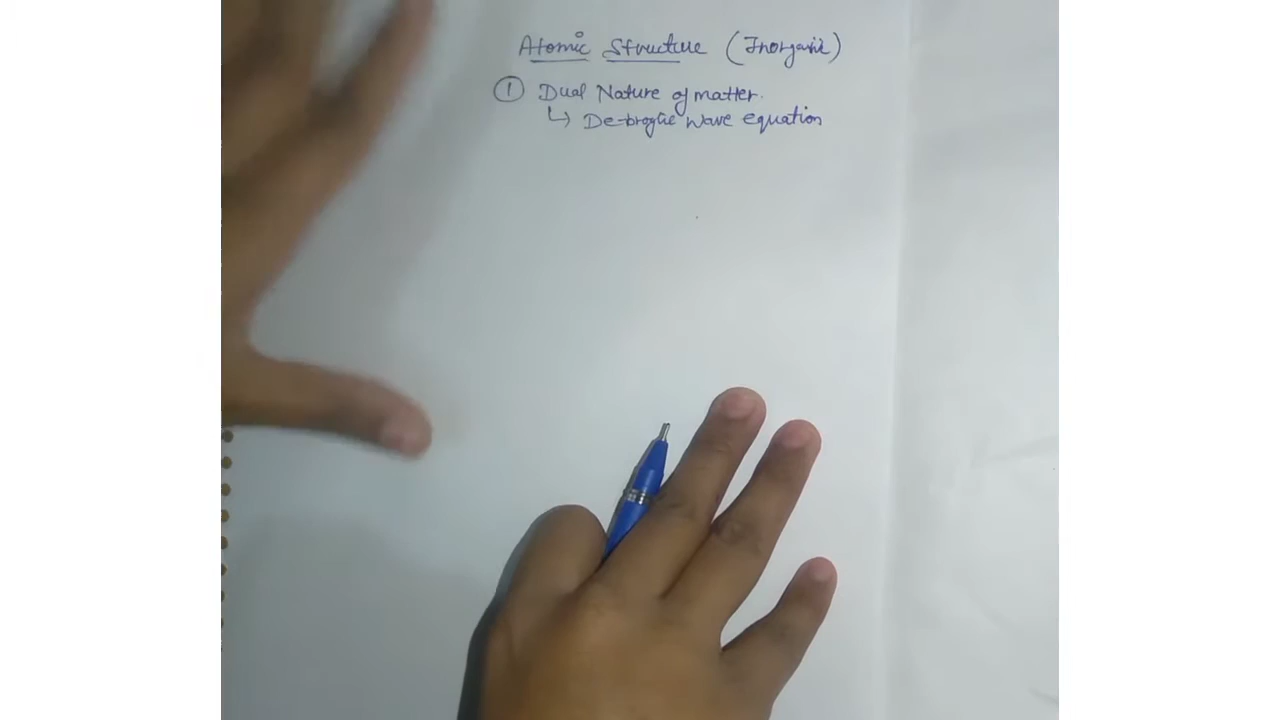 Atomic Structure (Inorganic)
① Dual Nature of matter.
↳ De-broglie wave equation